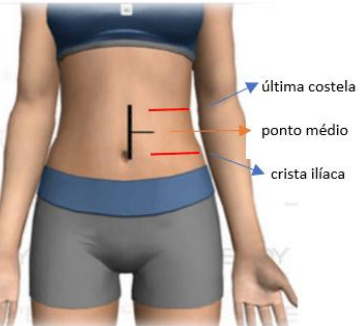 última costela
ponto médio
crista ilíaca